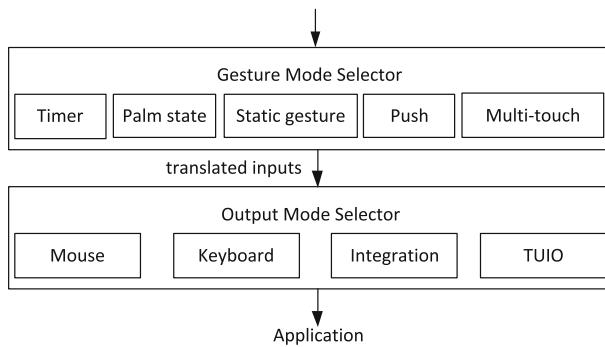 Gesture Mode Selector
Timer
Palm state
Static gesture
Push
Multi-touch
translated inputs
Output Mode Selector
Mouse
Keyboard
Integration
TUIO
Application